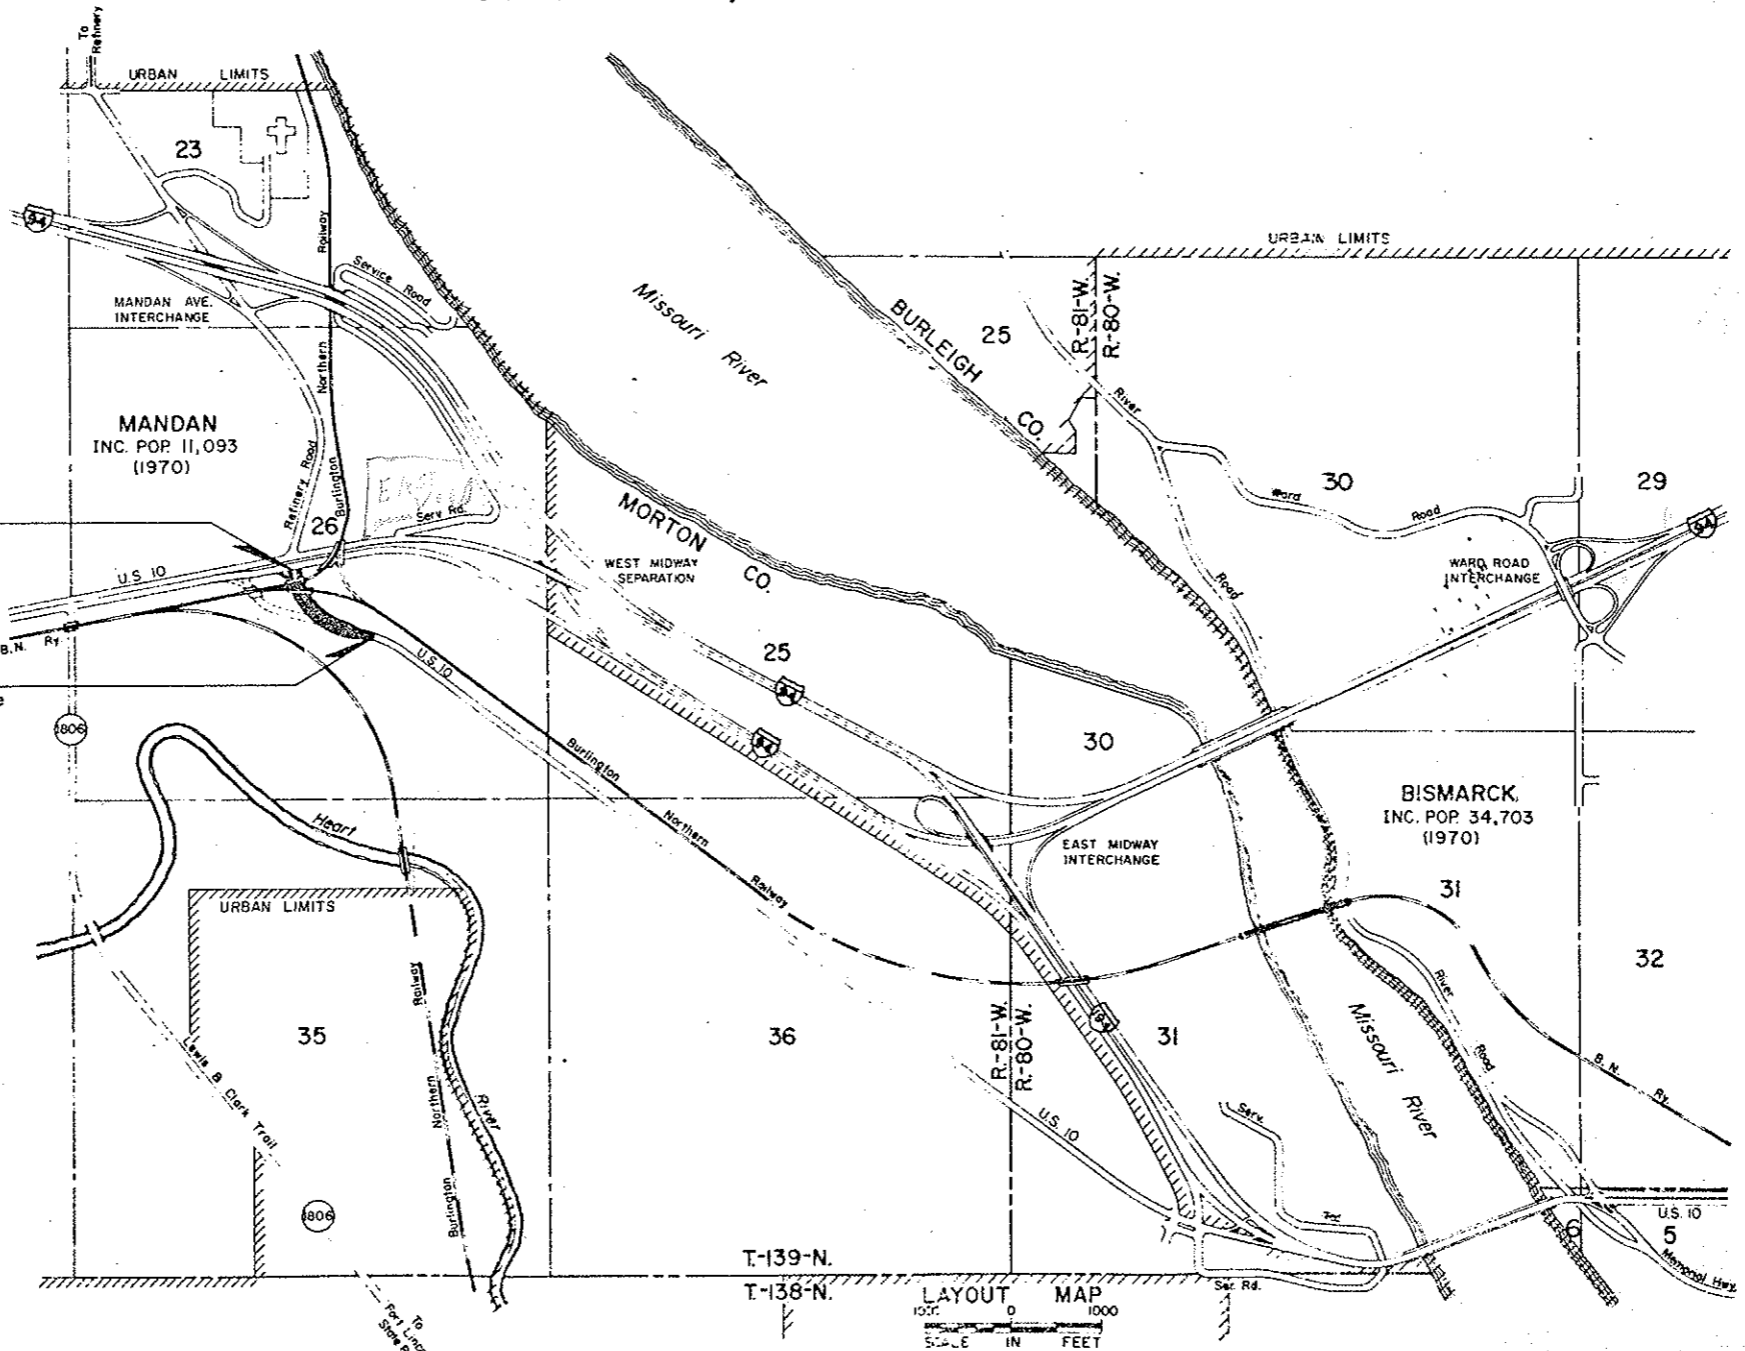 To
Refinery
URBAN LIMITS
23
94
Railway
Service Road
MANDAN AVE.
INTERCHANGE
Northern
MANDAN
INC. POP. 11,093
(1970)
Refinery Road
Burlington
26
Serv. Rd.
U.S. 10
B.N. Ry.
1806
U.S. 10
Missouri River
BURLEIGH CO.
25
R.-81-W.
R.-80-W.
URBAN LIMITS
River Road
30
29
Ward Road
94
WARD ROAD
INTERCHANGE
MORTON CO.
WEST MIDWAY
SEPARATION
25
94
94
30
Burlington Northern Railway
EAST MIDWAY
INTERCHANGE
BISMARCK
INC. POP. 34,703
(1970)
31
32
Heart River
URBAN LIMITS
35
36
31
Railway
Northern
Burlington
Lewis & Clark Trail
1806
R.-81-W.
R.-80-W.
194
U.S. 10
Serv.
Rd.
Missouri River
River Road
B.N. Ry.
U.S. 10
6
5
Memorial Hwy.
T.-139-N.
T.-138-N.
Ser. Rd.
To
Fort Linc
State P
LAYOUT MAP
1000 0 1000
SCALE IN FEET